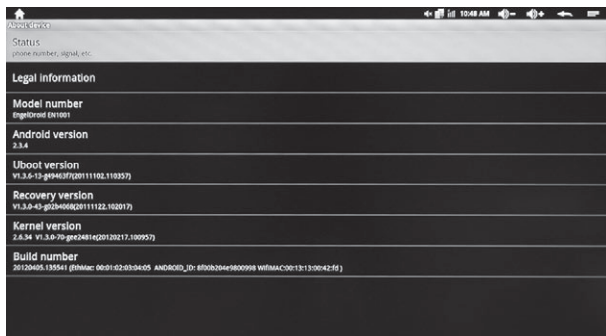 10:48 AM
About device
Status
phone number, signal, etc.
Legal information
Model number
EngelDroid EN1001
Android version
2.3.4
Uboot version
V1.3.6-13-g49463f7(20111102.110357)
Recovery version
V1.3.0-43-g02b4068(20111122.102017)
Kernel version
2.6.34 V1.3.0-70-gee2481e(20120217.100957)
Build number
20120405.135541 (EthMac: 00:01:02:03:04:05 ANDROID_ID: 8f00b204e9800998 WifiMAC:00:13:13:00:42:fd )